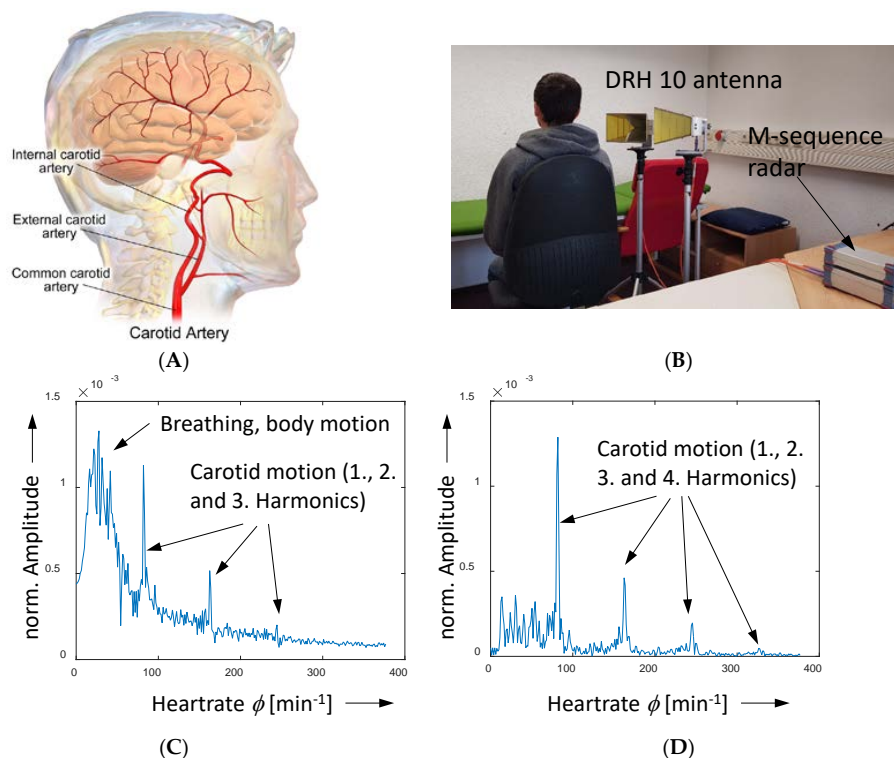 Internal carotid
artery
External carotid
artery
Common carotid
artery
Carotid Artery
(A)
DRH 10 antenna
M-sequence
radar
(B)
× 10 -3
1.5
1
0.5
0
0 100 200 300 400
norm. Amplitude
Breathing, body motion
Carotid motion (1., 2.
and 3. Harmonics)
Heartrate ϕ [min-1]
(C)
× 10 -3
1.5
1
0.5
0
0 100 200 300 400
norm. Amplitude
Carotid motion (1., 2.
3. and 4. Harmonics)
Heartrate ϕ [min-1]
(D)